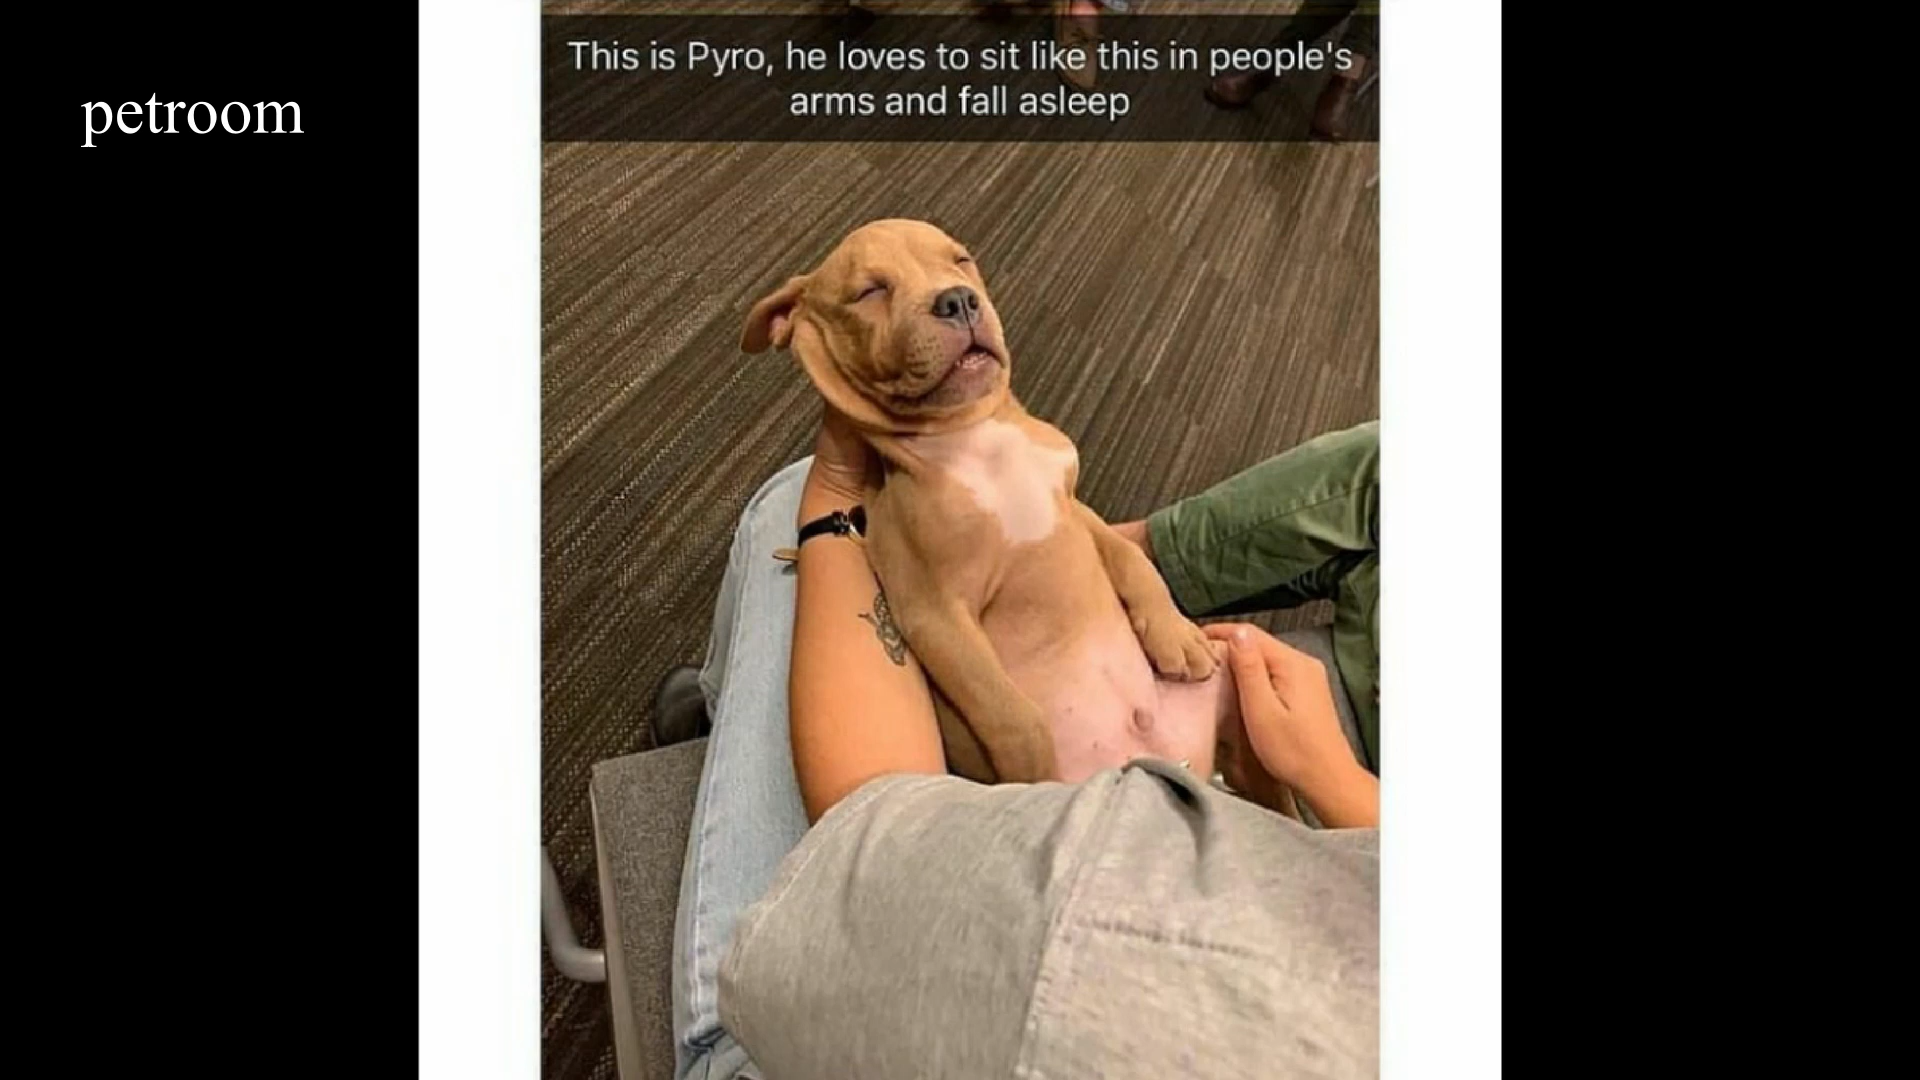 petroom
This is Pyro, he loves to sit like this in people's
arms and fall asleep